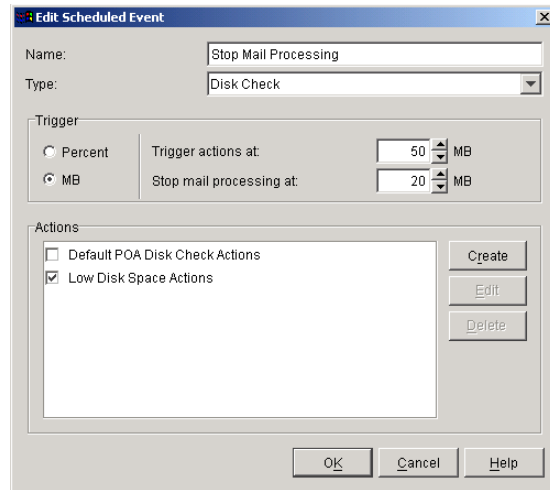 Edit Scheduled Event
Name: Stop Mail Processing
Type: Disk Check
Trigger
Percent
MB
Trigger actions at: 50 MB
Stop mail processing at: 20 MB
Actions
Default POA Disk Check Actions
Low Disk Space Actions
Create
Edit
Delete
OK Cancel Help